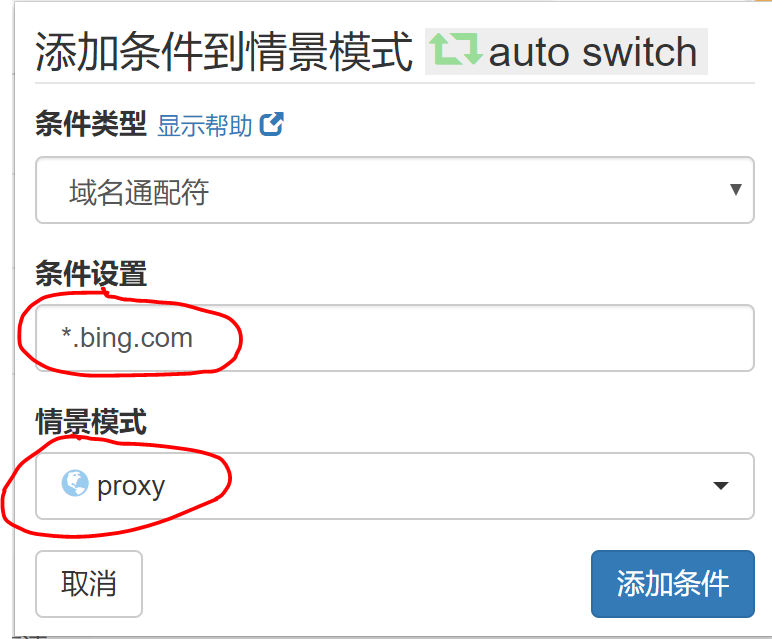 添加条件到情景模式 auto switch
条件类型 显示帮助
域名通配符
条件设置
*.bing.com
情景模式
proxy
取消 添加条件